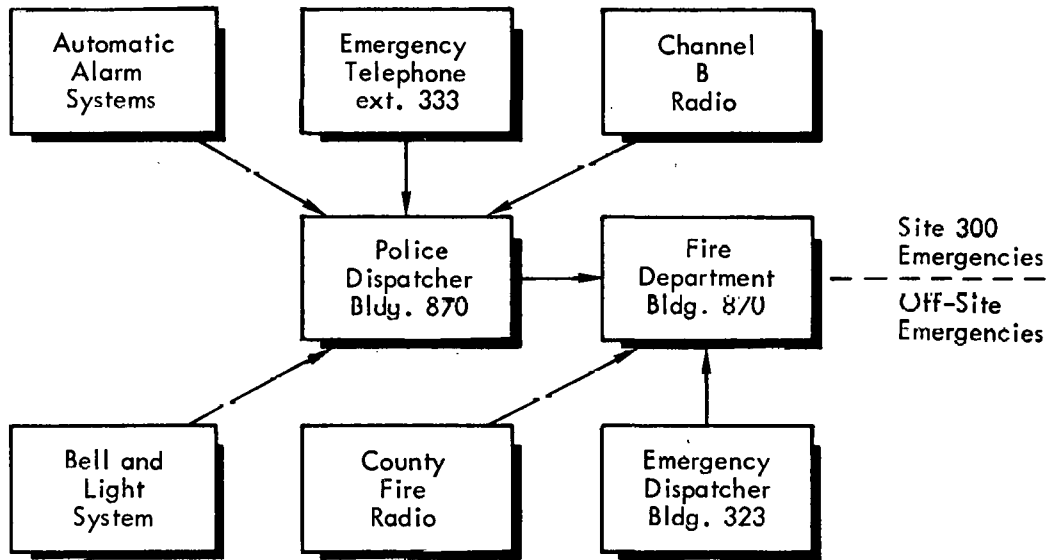 Automatic
Alarm
Systems
Emergency
Telephone
ext. 333
Channel
B
Radio
Police
Dispatcher
Bldg. 870
Fire
Department
Bldg. 870
Site 300
Emergencies
Off-Site
Emergencies
Bell and
Light
System
County
Fire
Radio
Emergency
Dispatcher
Bldg. 323